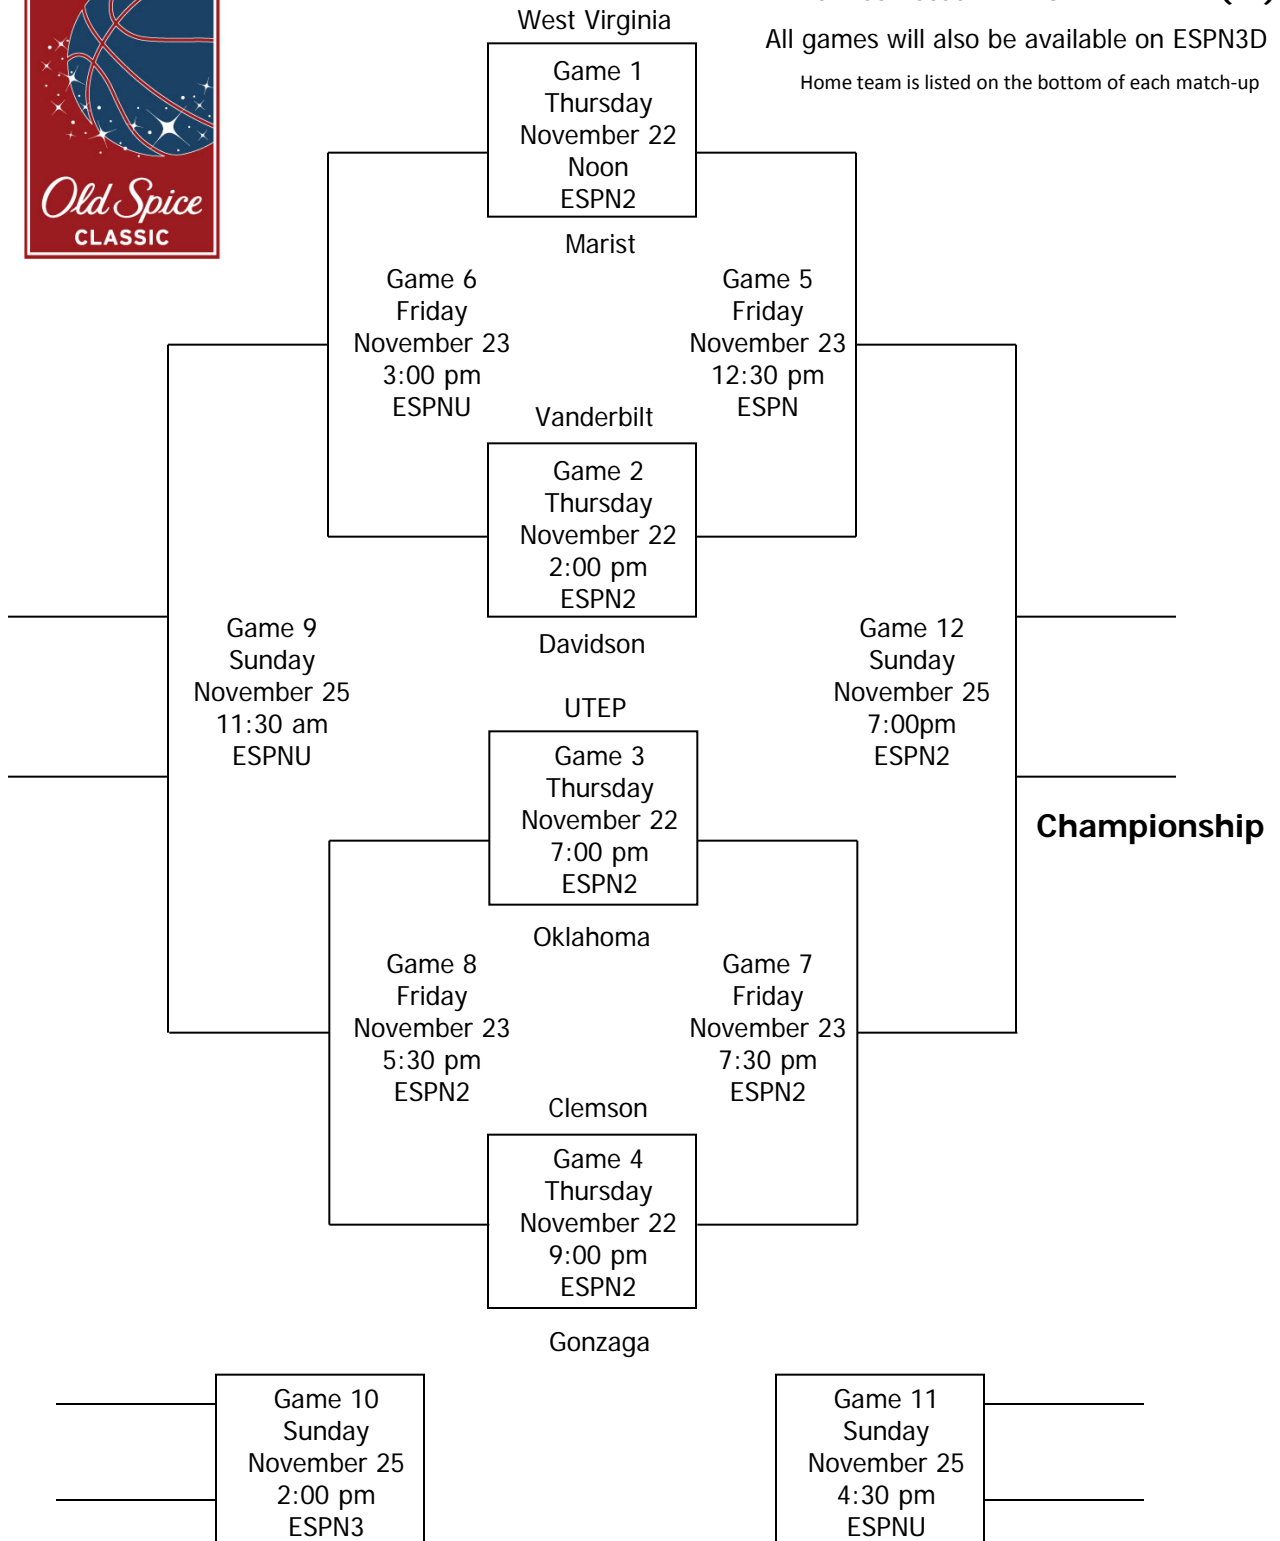 West Virginia
All games will also be available on ESPN3D
Home team is listed on the bottom of each match-up
Old Spice
CLASSIC
Game 1
Thursday
November 22
Noon
ESPN2
Marist
Game 6
Friday
November 23
3:00 pm
ESPNU
Game 5
Friday
November 23
12:30 pm
ESPN
Vanderbilt
Game 2
Thursday
November 22
2:00 pm
ESPN2
Davidson
Game 9
Sunday
November 25
11:30 am
ESPNU
Game 12
Sunday
November 25
7:00pm
ESPN2
Championship
UTEP
Game 3
Thursday
November 22
7:00 pm
ESPN2
Oklahoma
Game 8
Friday
November 23
5:30 pm
ESPN2
Game 7
Friday
November 23
7:30 pm
ESPN2
Clemson
Game 4
Thursday
November 22
9:00 pm
ESPN2
Gonzaga
Game 10
Sunday
November 25
2:00 pm
ESPN3
Game 11
Sunday
November 25
4:30 pm
ESPNU